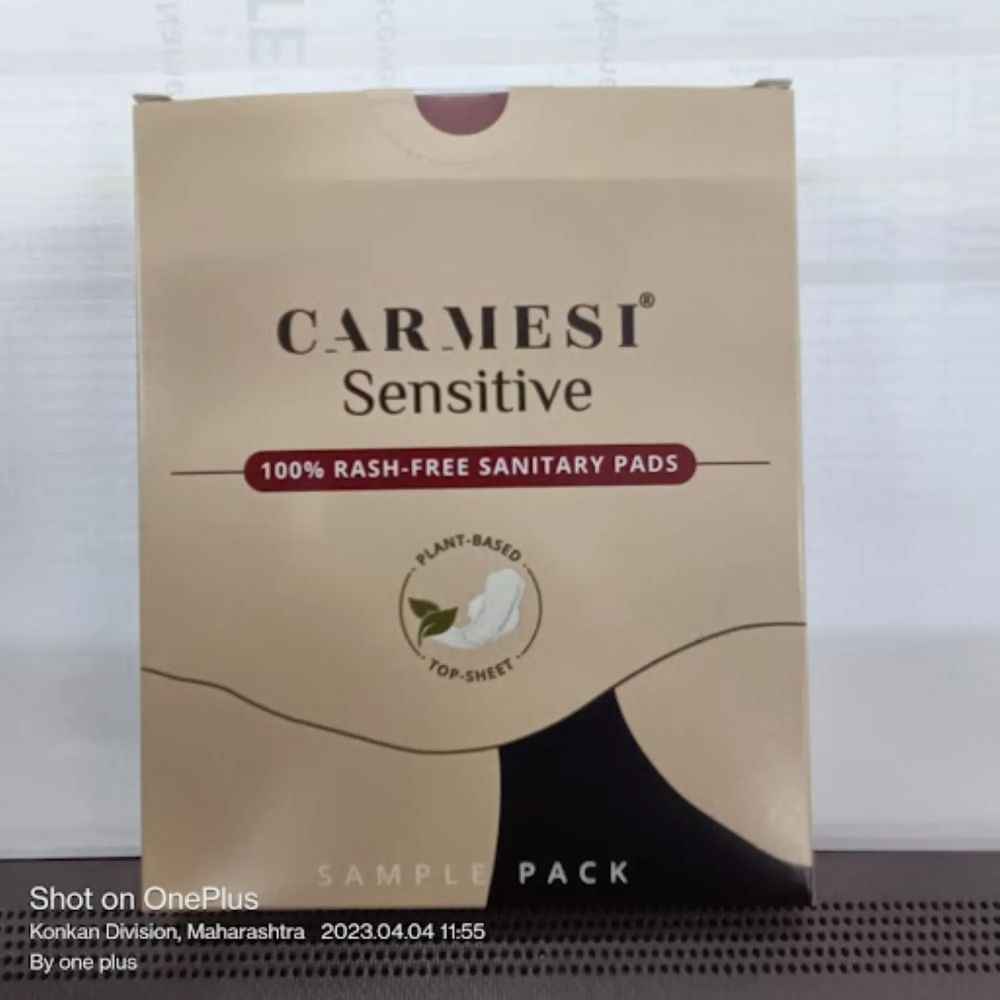 CARMESI®
Sensitive
100% RASH-FREE SANITARY PADS
PLANT-BASED
TOP-SHEET
SAMPLE PACK
Shot on OnePlus
Konkan Division, Maharashtra 2023.04.04 11:55
By one plus